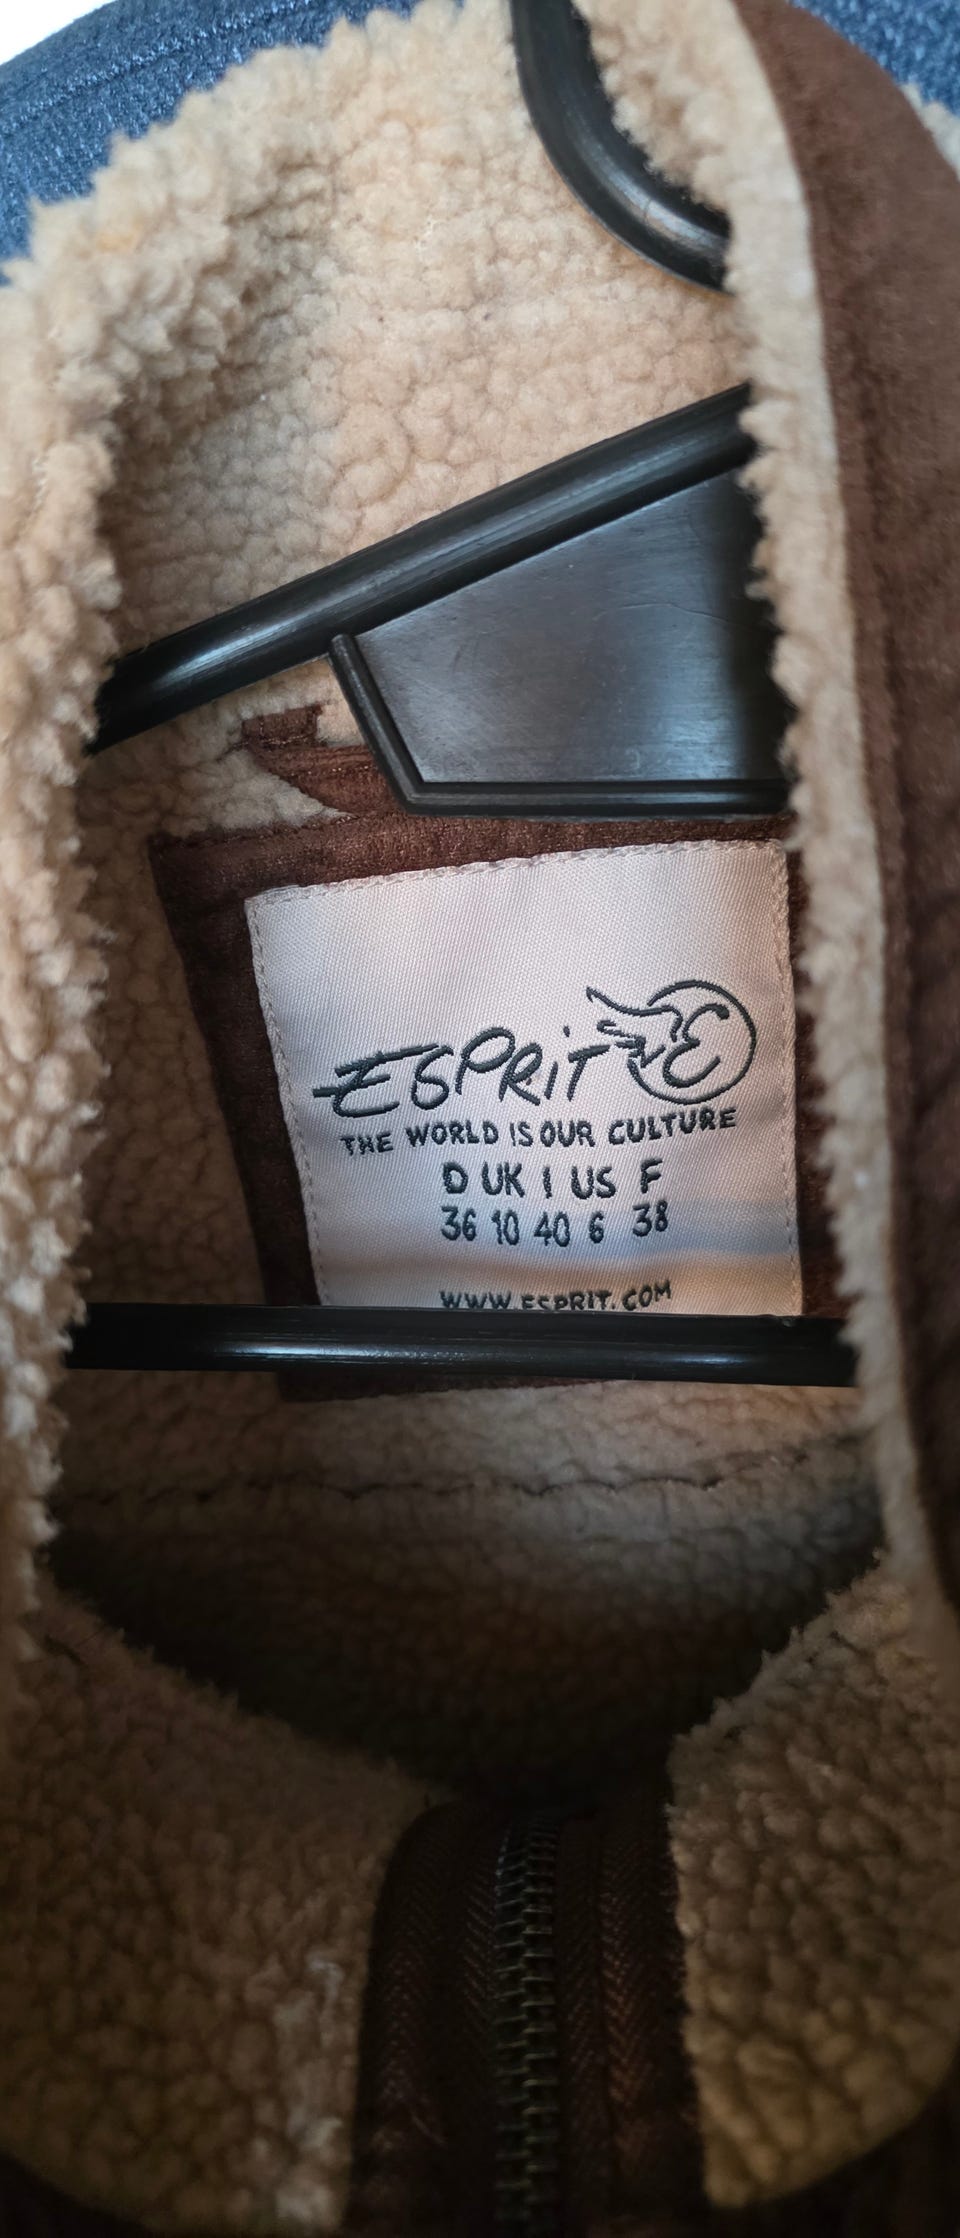 ESPRIT E
THE WORLD IS OUR CULTURE
D UK I US F
36 10 40 6 38
WWW.ESPRIT.COM